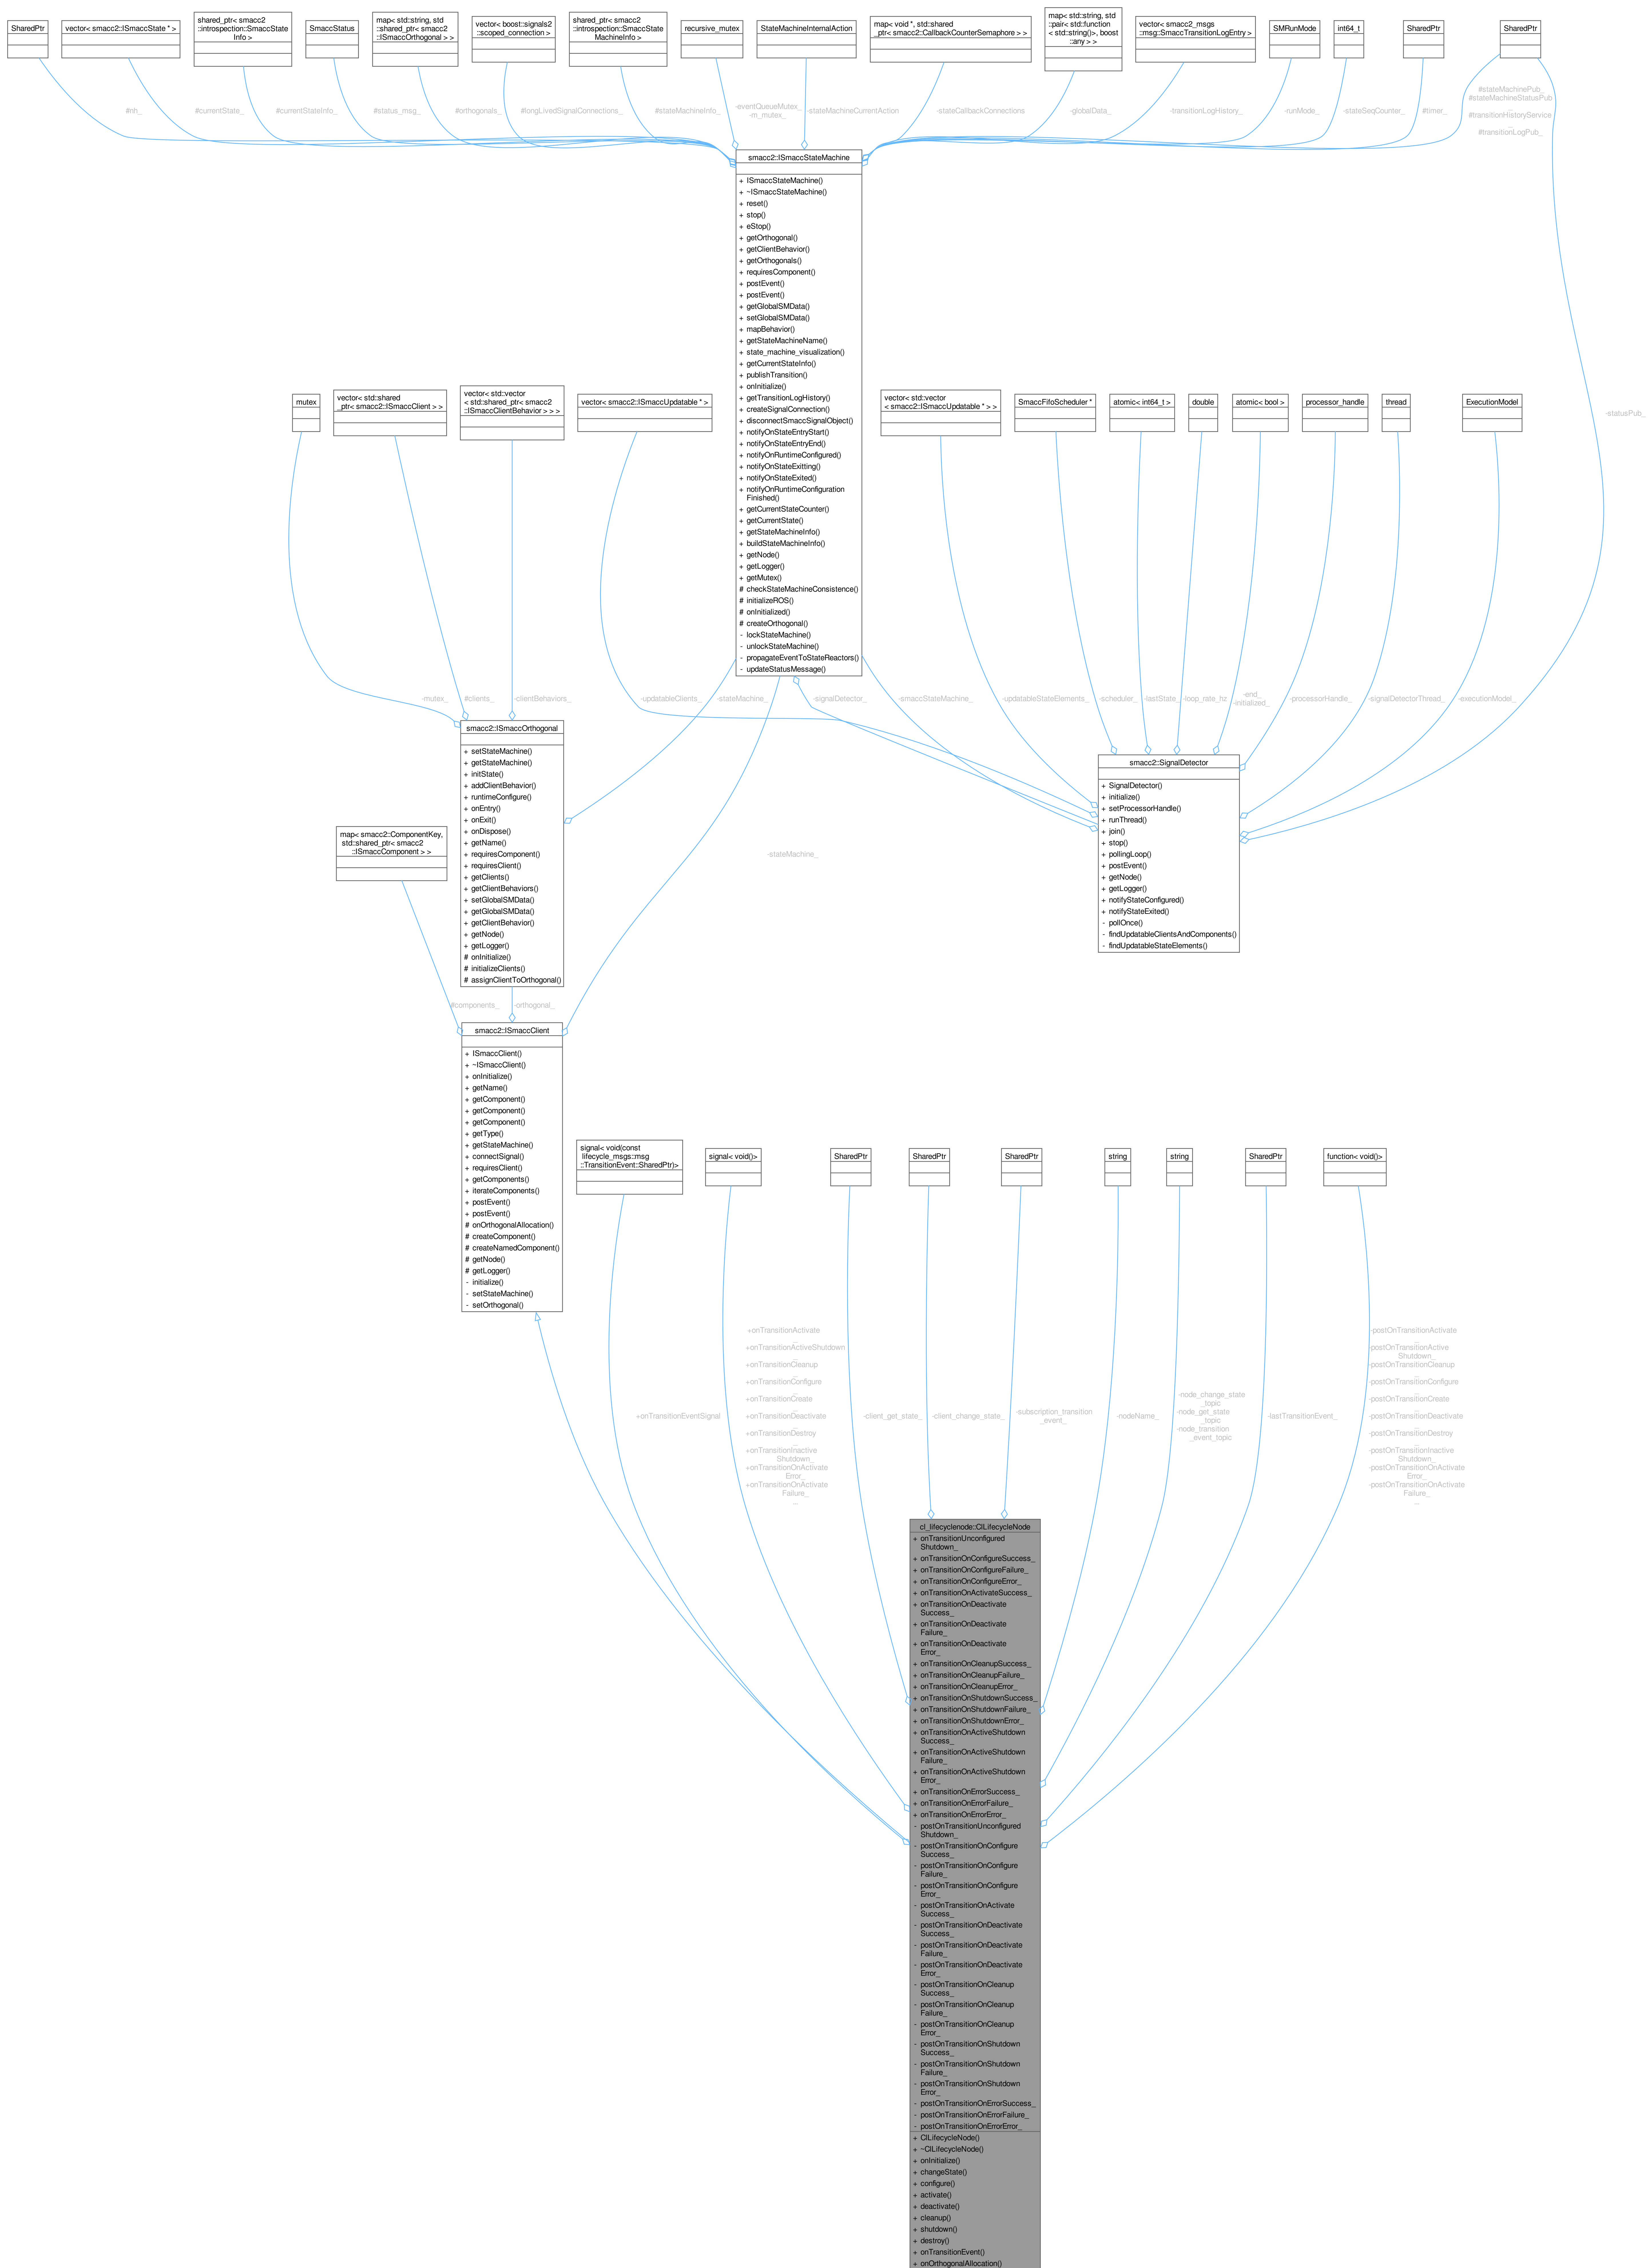 SharedPtr
vector< smacc2::ISmaccState * >
shared_ptr< smacc2
::introspection::SmaccState
Info >
SmaccStatus
map< std::string, std
::shared_ptr< smacc2
::ISmaccOrthogonal > >
vector< boost::signals2
::scoped_connection >
shared_ptr< smacc2
::introspection::SmaccState
MachineInfo >
recursive_mutex
StateMachineInternalAction
map< void *, std::shared
_ptr< smacc2::CallbackCounterSemaphore > >
map< std::string, std
::pair< std::function
< std::string()>, boost
::any > >
vector< smacc2_msgs
::msg::SmaccTransitionLogEntry >
SMRunMode
int64_t
SharedPtr
SharedPtr
#nh_
#currentState_
#currentStateInfo_
#status_msg_
#orthogonals_
#longLivedSignalConnections_
#stateMachineInfo_
-eventQueueMutex_
-m_mutex_
-stateMachineCurrentAction
-stateCallbackConnections
-globalData_
-transitionLogHistory_
-runMode_
-stateSeqCounter_
#timer_
#stateMachinePub_
#stateMachineStatusPub
_
#transitionHistoryService
_
#transitionLogPub_
smacc2::ISmaccStateMachine
+ ISmaccStateMachine()
+ ~ISmaccStateMachine()
+ reset()
+ stop()
+ eStop()
+ getOrthogonal()
+ getClientBehavior()
+ getOrthogonals()
+ requiresComponent()
+ postEvent()
+ postEvent()
+ getGlobalSMData()
+ setGlobalSMData()
+ mapBehavior()
+ getStateMachineName()
+ state_machine_visualization()
+ getCurrentStateInfo()
+ publishTransition()
+ onInitialize()
+ getTransitionLogHistory()
+ createSignalConnection()
+ disconnectSmaccSignalObject()
+ notifyOnStateEntryStart()
+ notifyOnStateEntryEnd()
+ notifyOnRuntimeConfigured()
+ notifyOnStateExitting()
+ notifyOnStateExited()
+ notifyOnRuntimeConfiguration
Finished()
+ getCurrentStateCounter()
+ getCurrentState()
+ getStateMachineInfo()
+ buildStateMachineInfo()
+ getNode()
+ getLogger()
+ getMutex()
# checkStateMachineConsistence()
# initializeROS()
# onInitialized()
# createOrthogonal()
- lockStateMachine()
- unlockStateMachine()
- propagateEventToStateReactors()
- updateStatusMessage()
mutex
vector< std::shared
_ptr< smacc2::ISmaccClient > >
vector< std::vector
< std::shared_ptr< smacc2
::ISmaccClientBehavior > > >
vector< smacc2::ISmaccUpdatable * >
vector< std::vector
< smacc2::ISmaccUpdatable * > >
SmaccFifoScheduler *
atomic< int64_t >
double
atomic< bool >
processor_handle
thread
ExecutionModel
-statusPub_
-mutex_
#clients_
-clientBehaviors_
-updatableClients_
-stateMachine_
-signalDetector_
-smaccStateMachine_
-updatableStateElements_
-scheduler_
-lastState_
-loop_rate_hz
-end_
-initialized_
-processorHandle_
-signalDetectorThread_
-executionModel_
smacc2::ISmaccOrthogonal
+ setStateMachine()
+ getStateMachine()
+ initState()
+ addClientBehavior()
+ runtimeConfigure()
+ onEntry()
+ onExit()
+ onDispose()
+ getName()
+ requiresComponent()
+ requiresClient()
+ getClients()
+ getClientBehaviors()
+ setGlobalSMData()
+ getGlobalSMData()
+ getClientBehavior()
+ getNode()
+ getLogger()
# onInitialize()
# initializeClients()
# assignClientToOrthogonal()
smacc2::SignalDetector
+ SignalDetector()
+ initialize()
+ setProcessorHandle()
+ runThread()
+ join()
+ stop()
+ pollingLoop()
+ postEvent()
+ getNode()
+ getLogger()
+ notifyStateConfigured()
+ notifyStateExited()
- pollOnce()
- findUpdatableClientsAndComponents()
- findUpdatableStateElements()
map< smacc2::ComponentKey,
std::shared_ptr< smacc2
::ISmaccComponent > >
-stateMachine_
#components_
-orthogonal_
smacc2::ISmaccClient
+ ISmaccClient()
+ ~ISmaccClient()
+ onInitialize()
+ getName()
+ getComponent()
+ getComponent()
+ getComponent()
+ getType()
+ getStateMachine()
+ connectSignal()
+ requiresClient()
+ getComponents()
+ iterateComponents()
+ postEvent()
+ postEvent()
# onOrthogonalAllocation()
# createComponent()
# createNamedComponent()
# getNode()
# getLogger()
- initialize()
- setStateMachine()
- setOrthogonal()
signal< void(const
lifecycle_msgs::msg
::TransitionEvent::SharedPtr)>
signal< void()>
SharedPtr
SharedPtr
SharedPtr
string
string
SharedPtr
function< void()>
+onTransitionEventSignal
+onTransitionActivate
_
+onTransitionActiveShutdown
_
+onTransitionCleanup
_
+onTransitionConfigure
_
+onTransitionCreate
_
+onTransitionDeactivate
_
+onTransitionDestroy
_
+onTransitionInactive
Shutdown_
+onTransitionOnActivate
Error_
+onTransitionOnActivate
Failure_
...
-client_get_state_
-client_change_state_
-subscription_transition
_event_
-nodeName_
-node_change_state
_topic
-node_get_state
_topic
-node_transition
_event_topic
-lastTransitionEvent_
-postOnTransitionActivate
_
-postOnTransitionActive
Shutdown_
-postOnTransitionCleanup
_
-postOnTransitionConfigure
_
-postOnTransitionCreate
_
-postOnTransitionDeactivate
_
-postOnTransitionDestroy
_
-postOnTransitionInactive
Shutdown_
-postOnTransitionOnActivate
Error_
-postOnTransitionOnActivate
Failure_
...
cl_lifecyclenode::ClLifecycleNode
+ onTransitionUnconfigured
Shutdown_
+ onTransitionOnConfigureSuccess_
+ onTransitionOnConfigureFailure_
+ onTransitionOnConfigureError_
+ onTransitionOnActivateSuccess_
+ onTransitionOnDeactivate
Success_
+ onTransitionOnDeactivate
Failure_
+ onTransitionOnDeactivate
Error_
+ onTransitionOnCleanupSuccess_
+ onTransitionOnCleanupFailure_
+ onTransitionOnCleanupError_
+ onTransitionOnShutdownSuccess_
+ onTransitionOnShutdownFailure_
+ onTransitionOnShutdownError_
+ onTransitionOnActiveShutdown
Success_
+ onTransitionOnActiveShutdown
Failure_
+ onTransitionOnActiveShutdown
Error_
+ onTransitionOnErrorSuccess_
+ onTransitionOnErrorFailure_
+ onTransitionOnErrorError_
- postOnTransitionUnconfigured
Shutdown_
- postOnTransitionOnConfigure
Success_
- postOnTransitionOnConfigure
Failure_
- postOnTransitionOnConfigure
Error_
- postOnTransitionOnActivate
Success_
- postOnTransitionOnDeactivate
Success_
- postOnTransitionOnDeactivate
Failure_
- postOnTransitionOnDeactivate
Error_
- postOnTransitionOnCleanup
Success_
- postOnTransitionOnCleanup
Failure_
- postOnTransitionOnCleanup
Error_
- postOnTransitionOnShutdown
Success_
- postOnTransitionOnShutdown
Failure_
- postOnTransitionOnShutdown
Error_
- postOnTransitionOnErrorSuccess_
- postOnTransitionOnErrorFailure_
- postOnTransitionOnErrorError_
+ ClLifecycleNode()
+ ~ClLifecycleNode()
+ onInitialize()
+ changeState()
+ configure()
+ activate()
+ deactivate()
+ cleanup()
+ shutdown()
+ destroy()
+ onTransitionEvent()
+ onOrthogonalAllocation()